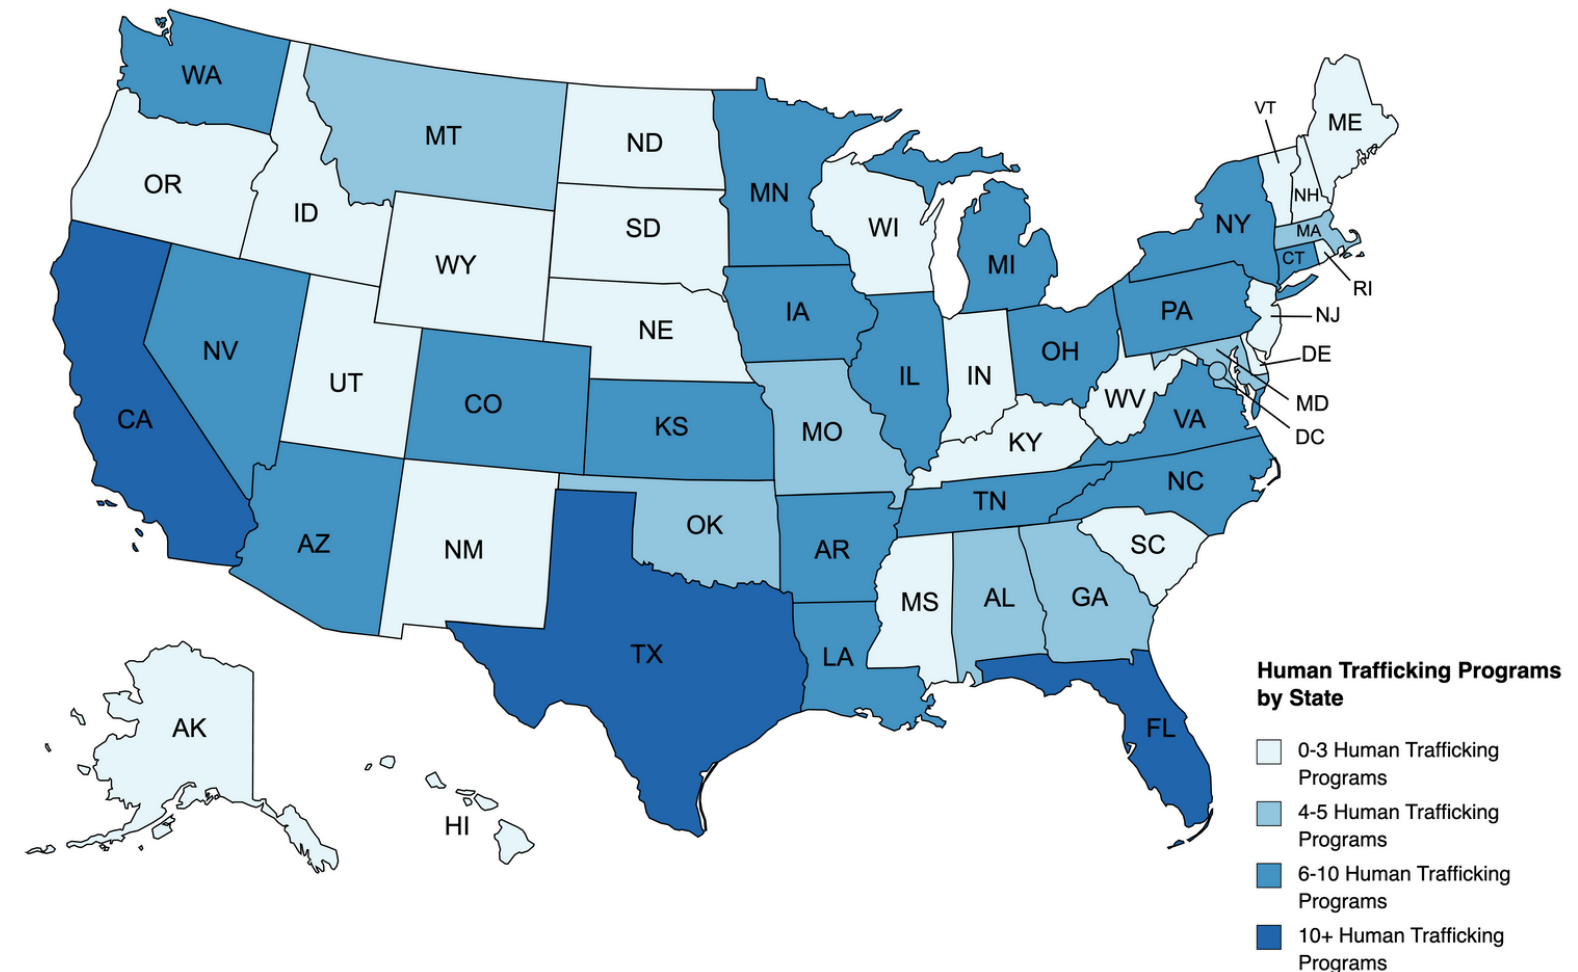 WA
MT
ND
MN
VT
ME
OR
ID
SD
WI
NH
NY
MA
WY
MI
CT
RI
NE
IA
PA
NJ
NV
UT
CO
IL
IN
OH
DE
CA
KS
MO
WV
VA
MD
DC
KY
AZ
NM
OK
AR
TN
NC
SC
MS
AL
GA
TX
LA
FL
AK
HI
Human Trafficking Programs
by State
0-3 Human Trafficking
Programs
4-5 Human Trafficking
Programs
6-10 Human Trafficking
Programs
10+ Human Trafficking
Programs